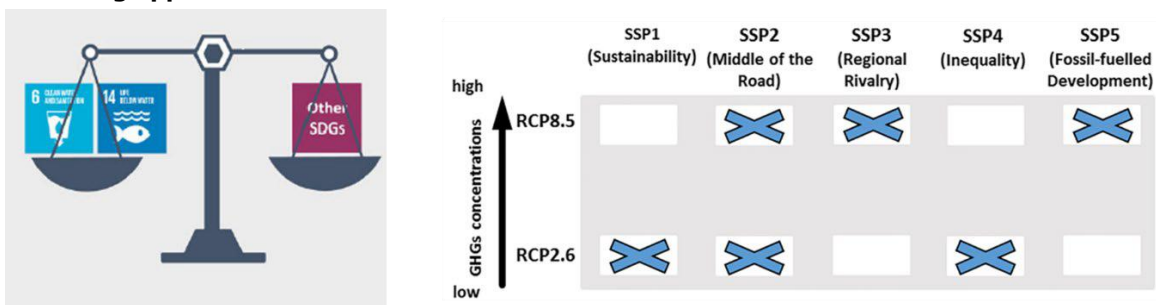 6 CLEAN WATER
AND SANITATION
14 LIFE
BELOW WATER
Other
SDGs
SSP1
(Sustainability)
SSP2
(Middle of the
Road)
SSP3
(Regional
Rivalry)
SSP4
(Inequality)
SSP5
(Fossil-fuelled
Development)
high
GHGs concentrations
low
RCP8.5
RCP2.6